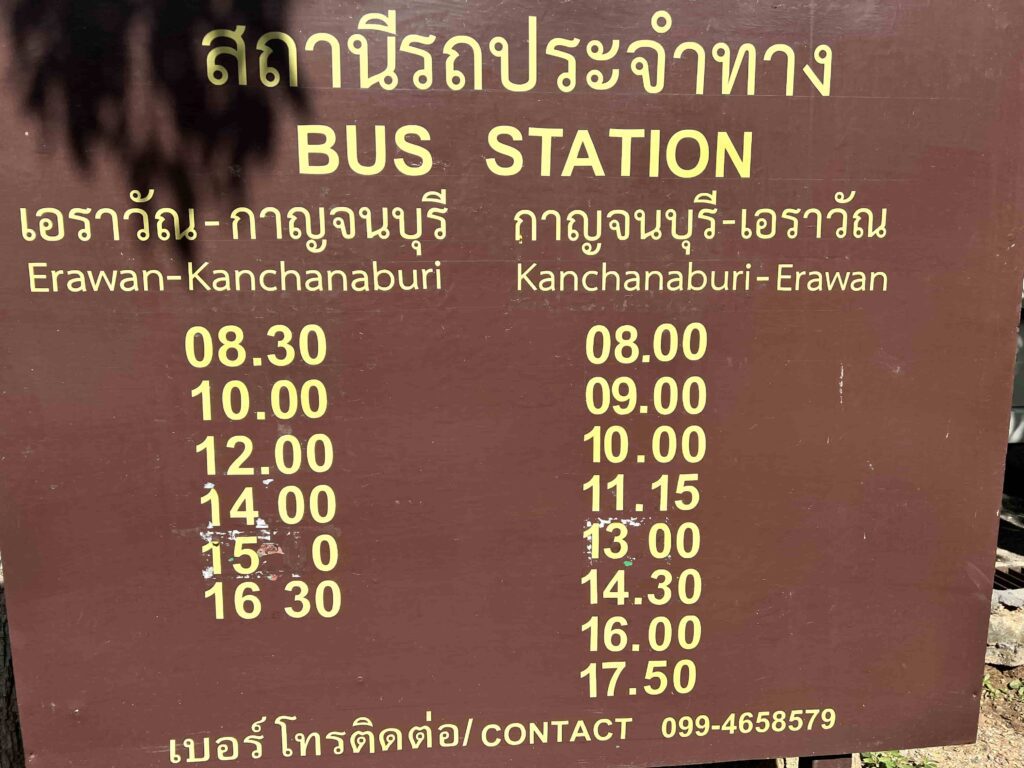 สถานีรถประจำทาง
BUS STATION
เอราวัณ-กาญจนบุรี
Erawan-Kanchanaburi
08.30
10.00
12.00
14 00
15 0
16 30
กาญจนบุรี-เอราวัณ
Kanchanaburi-Erawan
08.00
09.00
10.00
11.15
13 00
14.30
16.00
17.50
เบอร์โทรติดต่อ/CONTACT 099-4658579